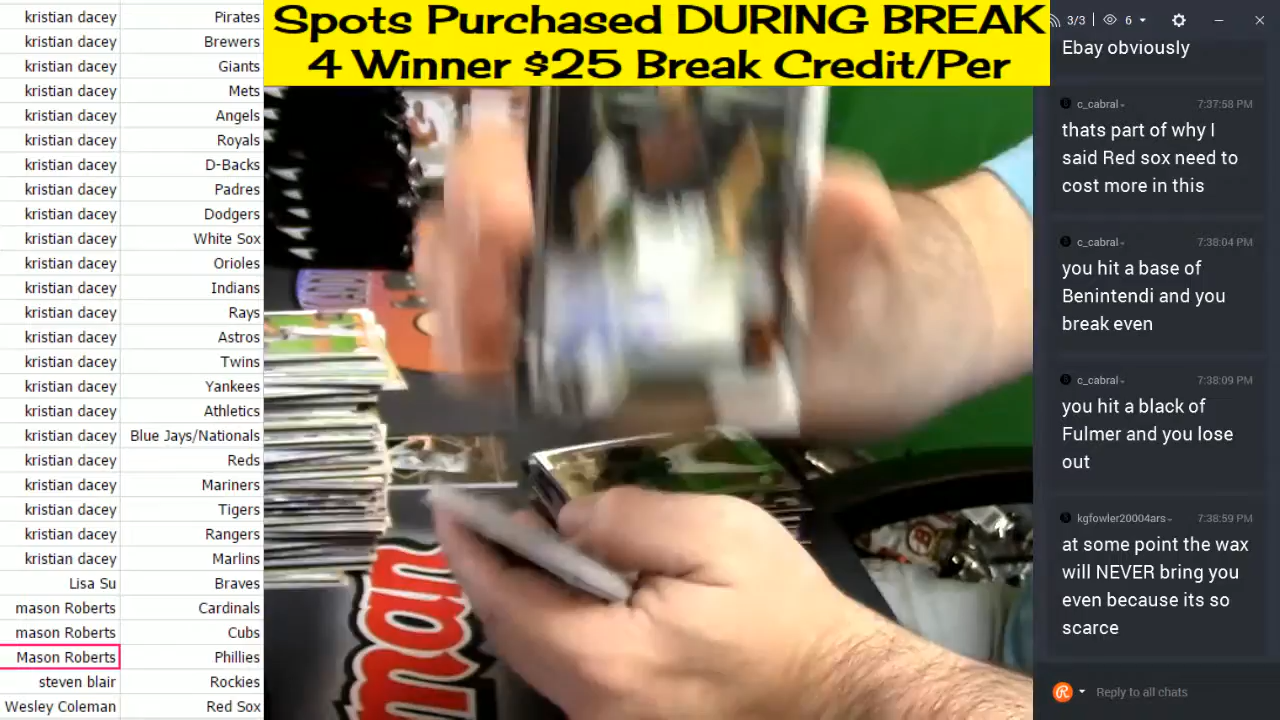 kristian dacey Pirates
kristian dacey Brewers
kristian dacey Giants
kristian dacey Mets
kristian dacey Angels
kristian dacey Royals
kristian dacey D-Backs
kristian dacey Padres
kristian dacey Dodgers
kristian dacey White Sox
kristian dacey Orioles
kristian dacey Indians
kristian dacey Rays
kristian dacey Astros
kristian dacey Twins
kristian dacey Yankees
kristian dacey Athletics
kristian dacey Blue Jays/Nationals
kristian dacey Reds
kristian dacey Mariners
kristian dacey Tigers
kristian dacey Rangers
kristian dacey Marlins
Lisa Su Braves
mason Roberts Cardinals
mason Roberts Cubs
Mason Roberts Phillies
steven blair Rockies
Wesley Coleman Red Sox
Spots Purchased DURING BREAK
4 Winner $25 Break Credit/Per
3/3 6
Ebay obviously
c_cabral 7:37:58 PM
thats part of why I
said Red sox need to
cost more in this
c_cabral 7:38:04 PM
you hit a base of
Benintendi and you
break even
c_cabral 7:38:09 PM
you hit a black of
Fulmer and you lose
out
kgfowler20004ars 7:38:59 PM
at some point the wax
will NEVER bring you
even because its so
scarce
Reply to all chats